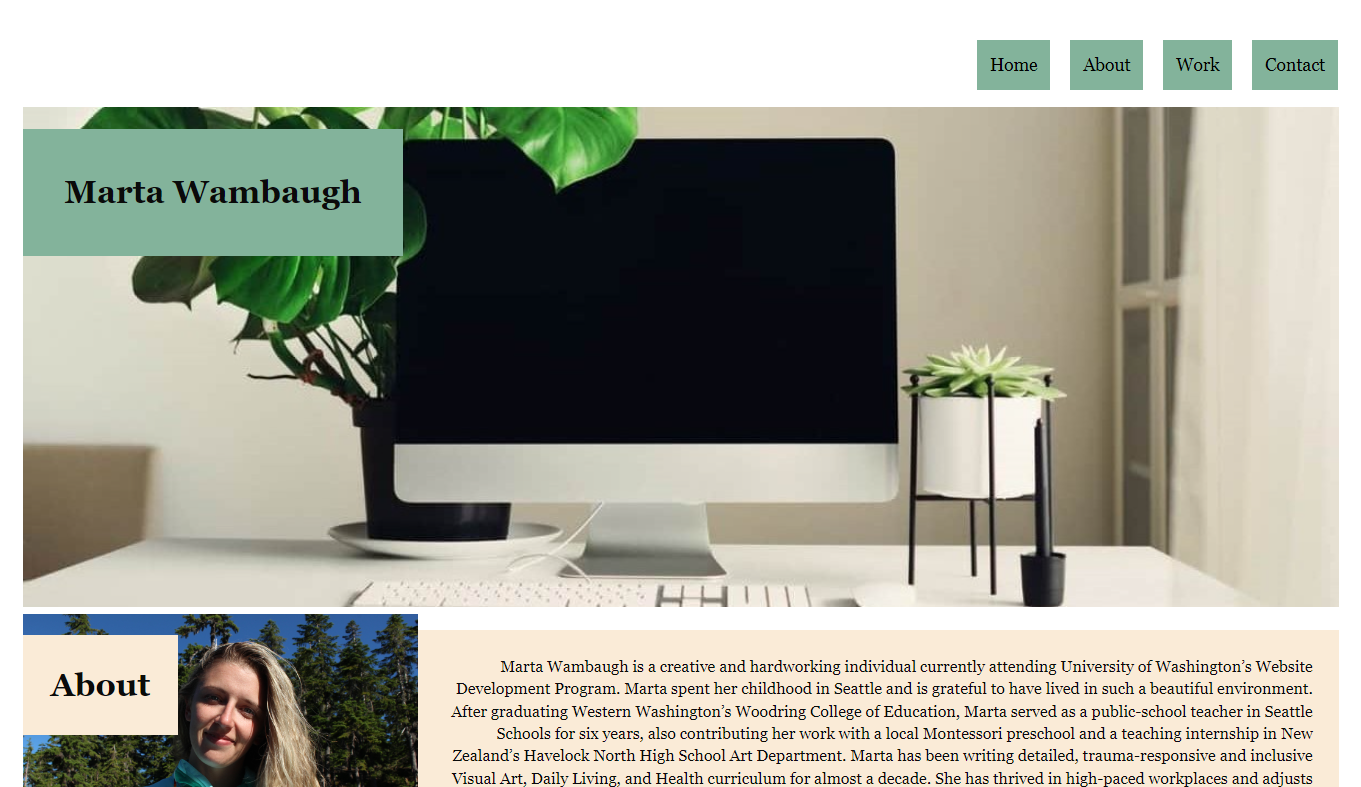 Home
About
Work
Contact
Marta Wambaugh
About
Marta Wambaugh is a creative and hardworking individual currently attending University of Washington’s Website
Development Program. Marta spent her childhood in Seattle and is grateful to have lived in such a beautiful environment.
After graduating Western Washington’s Woodring College of Education, Marta served as a public-school teacher in Seattle
Schools for six years, also contributing her work with a local Montessori preschool and a teaching internship in New
Zealand’s Havelock North High School Art Department. Marta has been writing detailed, trauma-responsive and inclusive
Visual Art, Daily Living, and Health curriculum for almost a decade. She has thrived in high-paced workplaces and adjusts